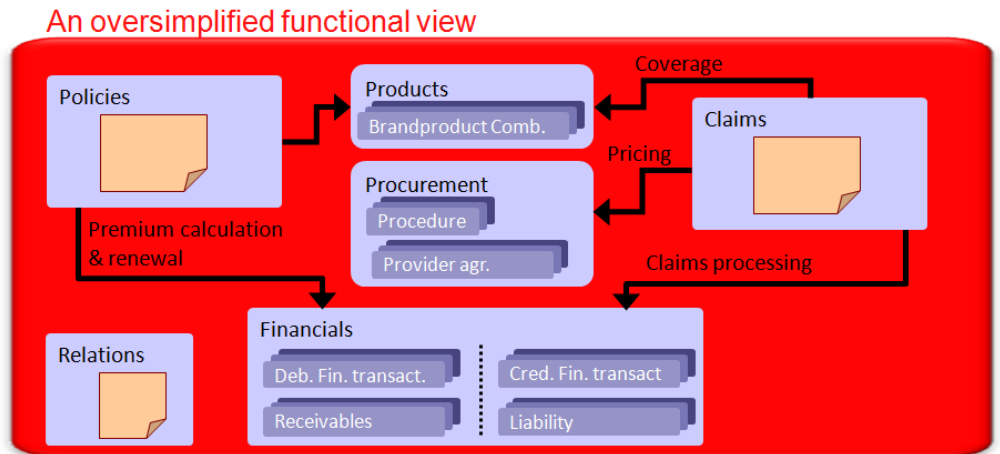 An oversimplified functional view
Policies
Products
Brandproduct Comb.
Coverage
Claims
Pricing
Procurement
Procedure
Provider agr.
Premium calculation
& renewal
Claims processing
Financials
Deb. Fin. transact.
Cred. Fin. transact
Receivables
Liability
Relations